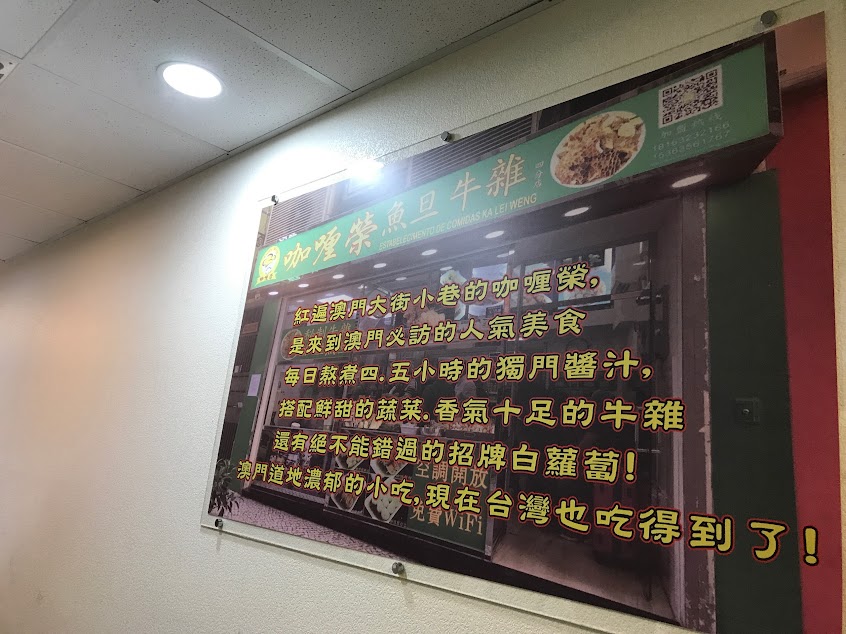 咖喱榮魚旦牛雜
ESTABELECIMENTO DE COMIDAS KA LEI WENG
紅遍澳門大街小巷的咖喱榮,
是來到澳門必訪的人氣美食
每日熬煮四.五小時的獨門醬汁,
搭配鮮甜的蔬菜.香氣十足的牛雜
還有絕不能錯過的招牌白蘿蔔!
澳門道地濃郁的小吃,現在台灣也吃得到了!
空調開放
免費WiFi